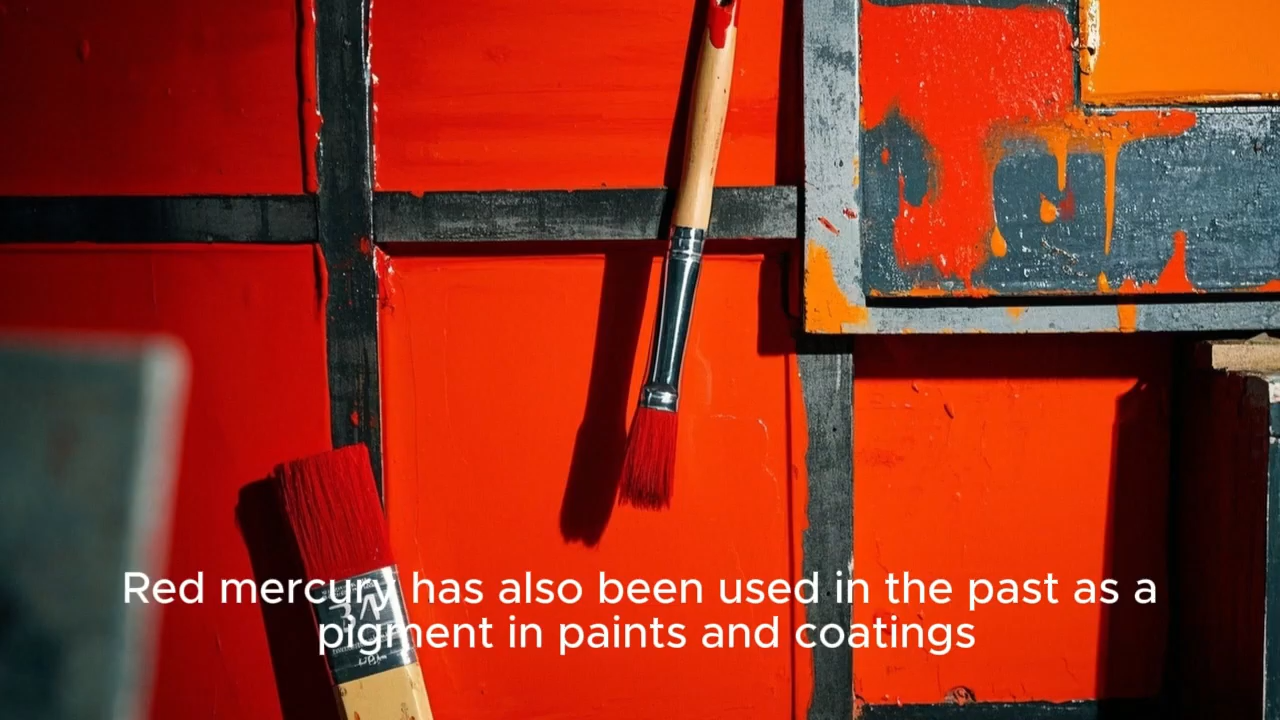 Red mercury has also been used in the past as a
pigment in paints and coatings